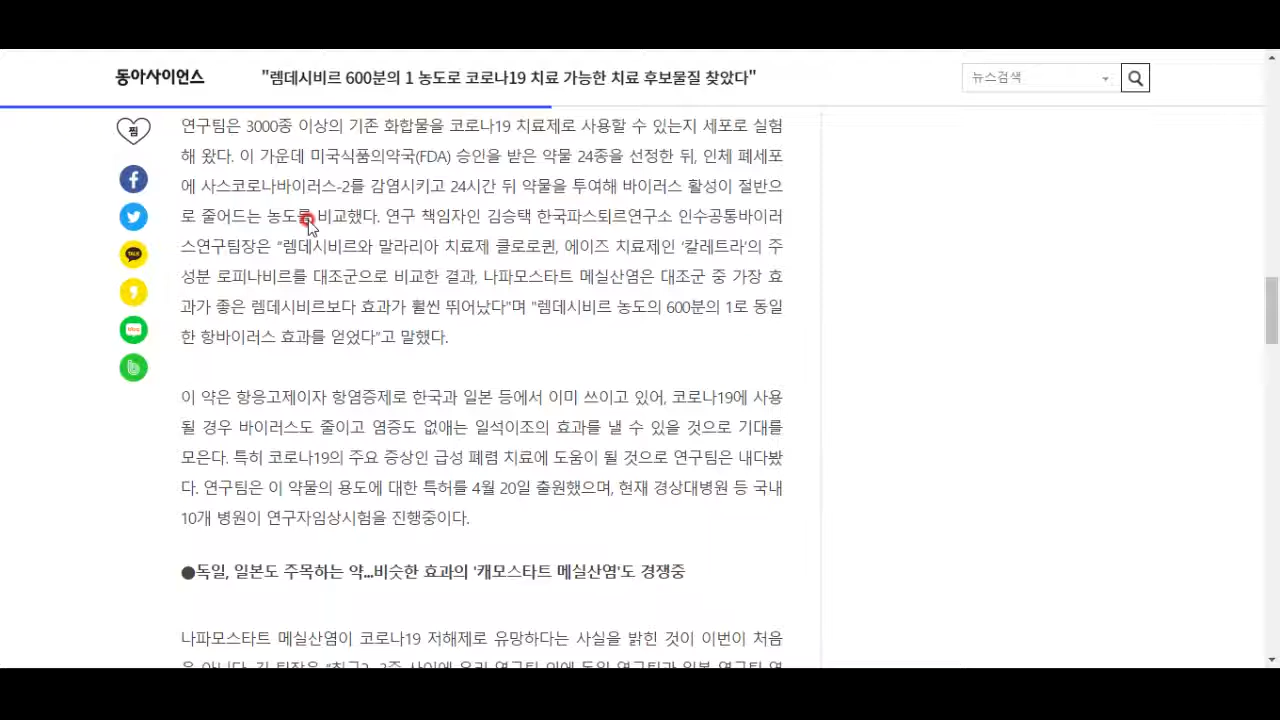 동아사이언스
"렘데시비르 600분의 1 농도로 코로나19 치료 가능한 치료 후보물질 찾았다"
뉴스검색
찜
연구팀은 3000종 이상의 기존 화합물을 코로나19 치료제로 사용할 수 있는지 세포로 실험
해 왔다. 이 가운데 미국식품의약국(FDA) 승인을 받은 약물 24종을 선정한 뒤, 인체 폐세포
에 사스코로나바이러스-2를 감염시키고 24시간 뒤 약물을 투여해 바이러스 활성이 절반으
로 줄어드는 농도를 비교했다. 연구 책임자인 김승택 한국파스퇴르연구소 인수공통바이러
스연구팀장은 "렘데시비르와 말라리아 치료제 클로로퀸, 에이즈 치료제인 '칼레트라'의 주
성분 로피나비르를 대조군으로 비교한 결과, 나파모스타트 메실산염은 대조군 중 가장 효
과가 좋은 렘데시비르보다 효과가 훨씬 뛰어났다"며 "렘데시비르 농도의 600분의 1로 동일
한 항바이러스 효과를 얻었다"고 말했다.
TALK
blog
이 약은 항응고제이자 항염증제로 한국과 일본 등에서 이미 쓰이고 있어, 코로나19에 사용
될 경우 바이러스도 줄이고 염증도 없애는 일석이조의 효과를 낼 수 있을 것으로 기대를
모은다. 특히 코로나19의 주요 증상인 급성 폐렴 치료에 도움이 될 것으로 연구팀은 내다봤
다. 연구팀은 이 약물의 용도에 대한 특허를 4월 20일 출원했으며, 현재 경상대병원 등 국내
10개 병원이 연구자임상시험을 진행중이다.
●독일, 일본도 주목하는 약...비슷한 효과의 '캐모스타트 메실산염'도 경쟁중
나파모스타트 메실산염이 코로나19 저해제로 유망하다는 사실을 밝힌 것이 이번이 처음